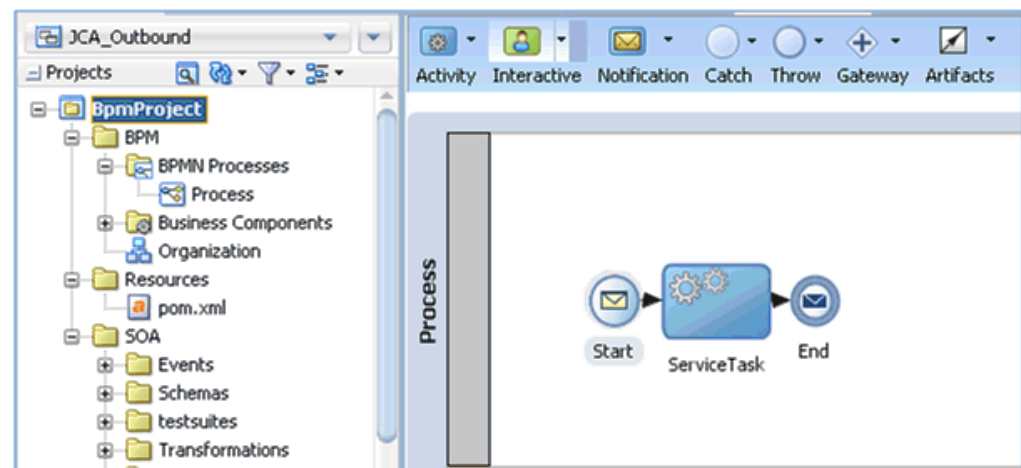 JCA_Outbound
Projects
BpmProject
BPM
BPMN Processes
Process
Business Components
Organization
Resources
pom.xml
SOA
Events
Schemas
testsuites
Transformations
Activity Interactive Notification Catch Throw Gateway Artifacts
Process
Start
ServiceTask
End